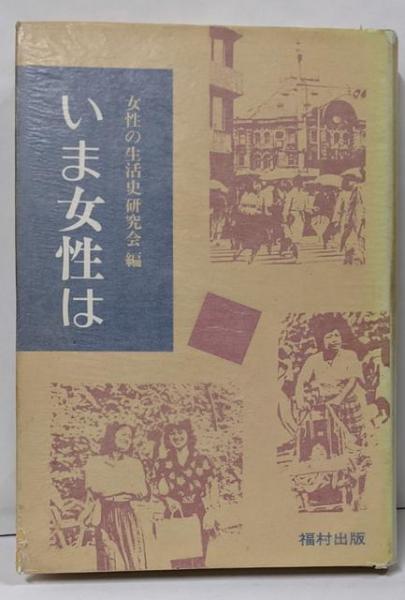 いま女性は
女性の生活史研究会 編
福村出版